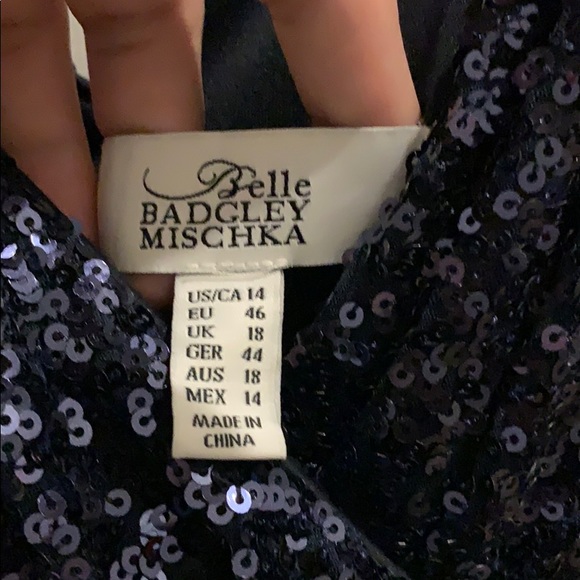 Belle
BADGLEY
MISCHKA
US/CA 14
EU 46
UK 18
GER 44
AUS 18
MEX 14
MADE IN
CHINA